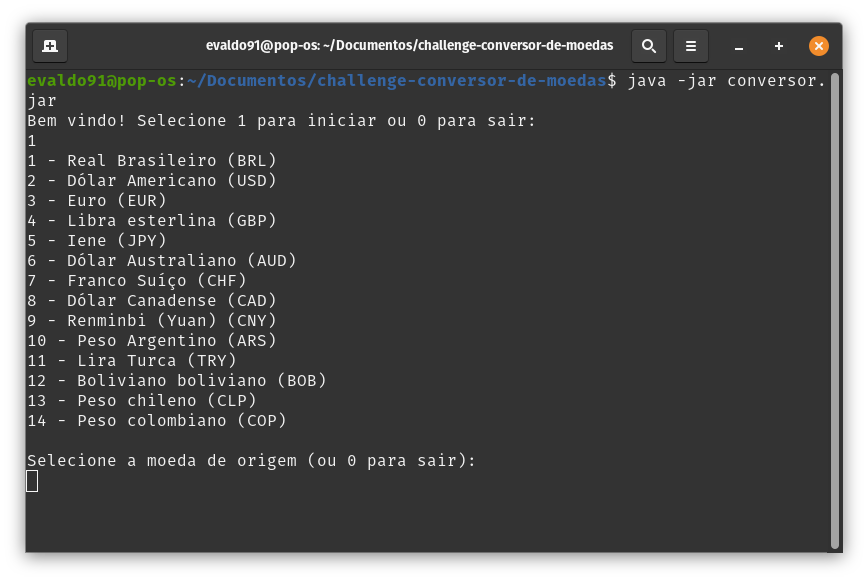 evaldo91@pop-os: ~/Documentos/challenge-conversor-de-moedas
evaldo91@pop-os:~/Documentos/challenge-conversor-de-moedas$ java -jar conversor.
jar
Bem vindo! Selecione 1 para iniciar ou 0 para sair:
1
1 - Real Brasileiro (BRL)
2 - Dólar Americano (USD)
3 - Euro (EUR)
4 - Libra esterlina (GBP)
5 - Iene (JPY)
6 - Dólar Australiano (AUD)
7 - Franco Suíço (CHF)
8 - Dólar Canadense (CAD)
9 - Renminbi (Yuan) (CNY)
10 - Peso Argentino (ARS)
11 - Lira Turca (TRY)
12 - Boliviano boliviano (BOB)
13 - Peso chileno (CLP)
14 - Peso colombiano (COP)
Selecione a moeda de origem (ou 0 para sair):